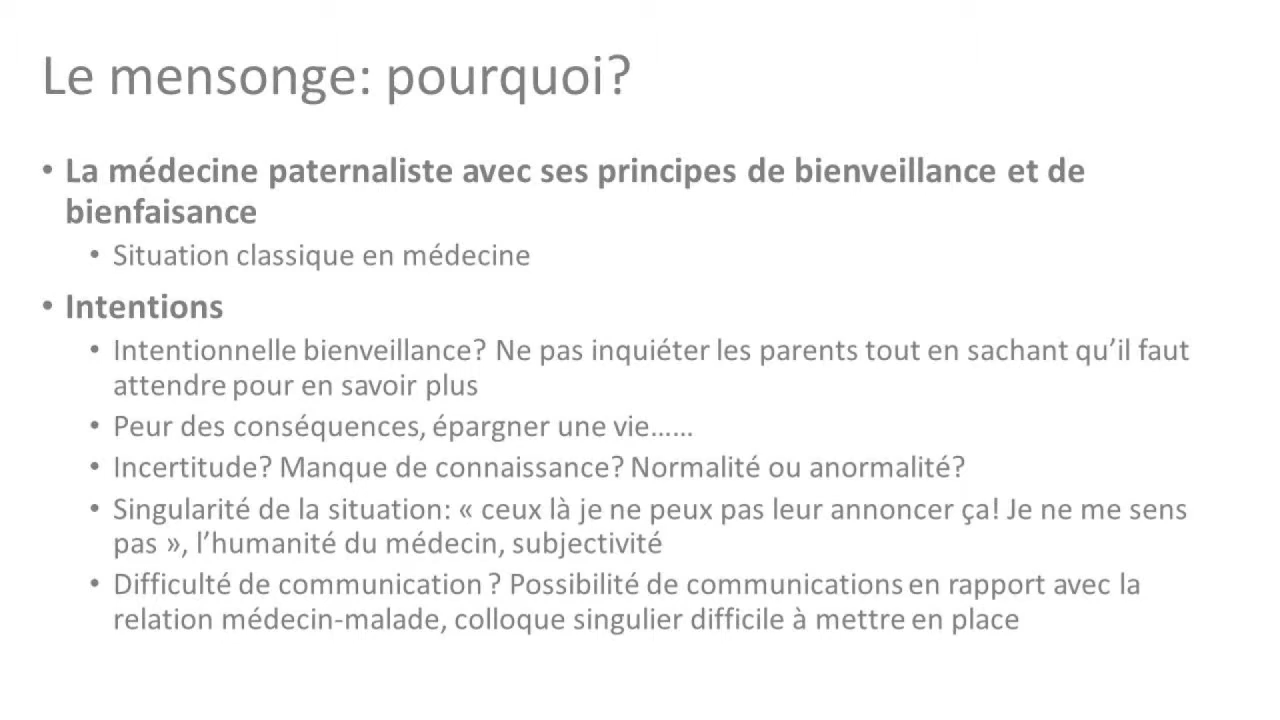 Le mensonge: pourquoi?
• La médecine paternaliste avec ses principes de bienveillance et de
bienfaisance
• Situation classique en médecine
• Intentions
• Intentionnelle bienveillance? Ne pas inquiéter les parents tout en sachant qu’il faut
attendre pour en savoir plus
• Peur des conséquences, épargner une vie……
• Incertitude? Manque de connaissance? Normalité ou anormalité?
• Singularité de la situation: « ceux là je ne peux pas leur annoncer ça! Je ne me sens
pas », l’humanité du médecin, subjectivité
• Difficulté de communication ? Possibilité de communications en rapport avec la
relation médecin-malade, colloque singulier difficile à mettre en place